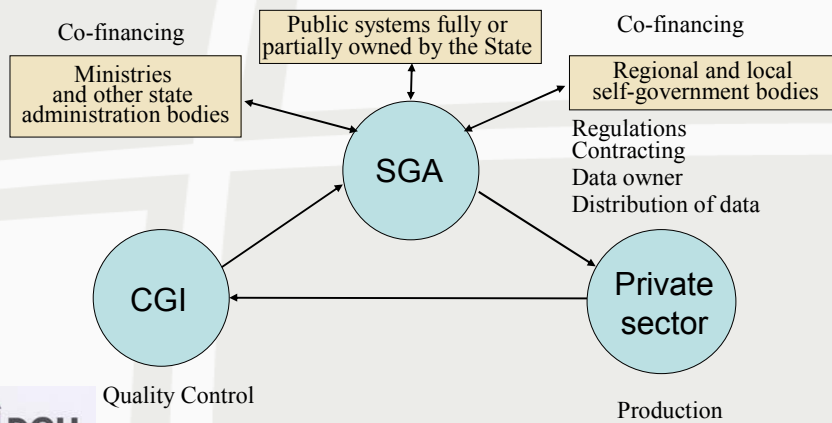 Co-financing
Public systems fully or
partially owned by the State
Co-financing
Ministries
and other state
administration bodies
Regional and local
self-government bodies
SGA
Regulations
Contracting
Data owner
Distribution of data
CGI
Private
sector
Quality Control
Production